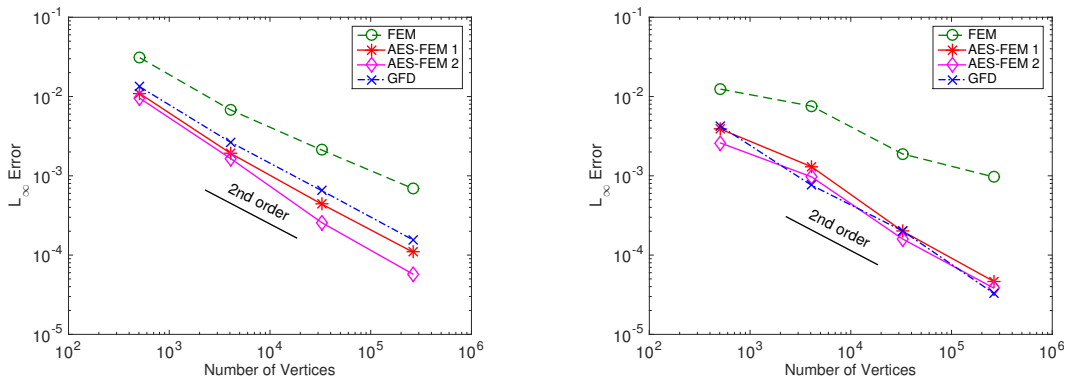 10^-1
10^-2
10^-3
10^-4
10^-5
L∞ Error
FEM
AES-FEM 1
AES-FEM 2
GFD
2nd order
10^2
10^3
10^4
10^5
10^6
Number of Vertices
10^-1
10^-2
10^-3
10^-4
10^-5
L∞ Error
FEM
AES-FEM 1
AES-FEM 2
GFD
2nd order
10^2
10^3
10^4
10^5
10^6
Number of Vertices